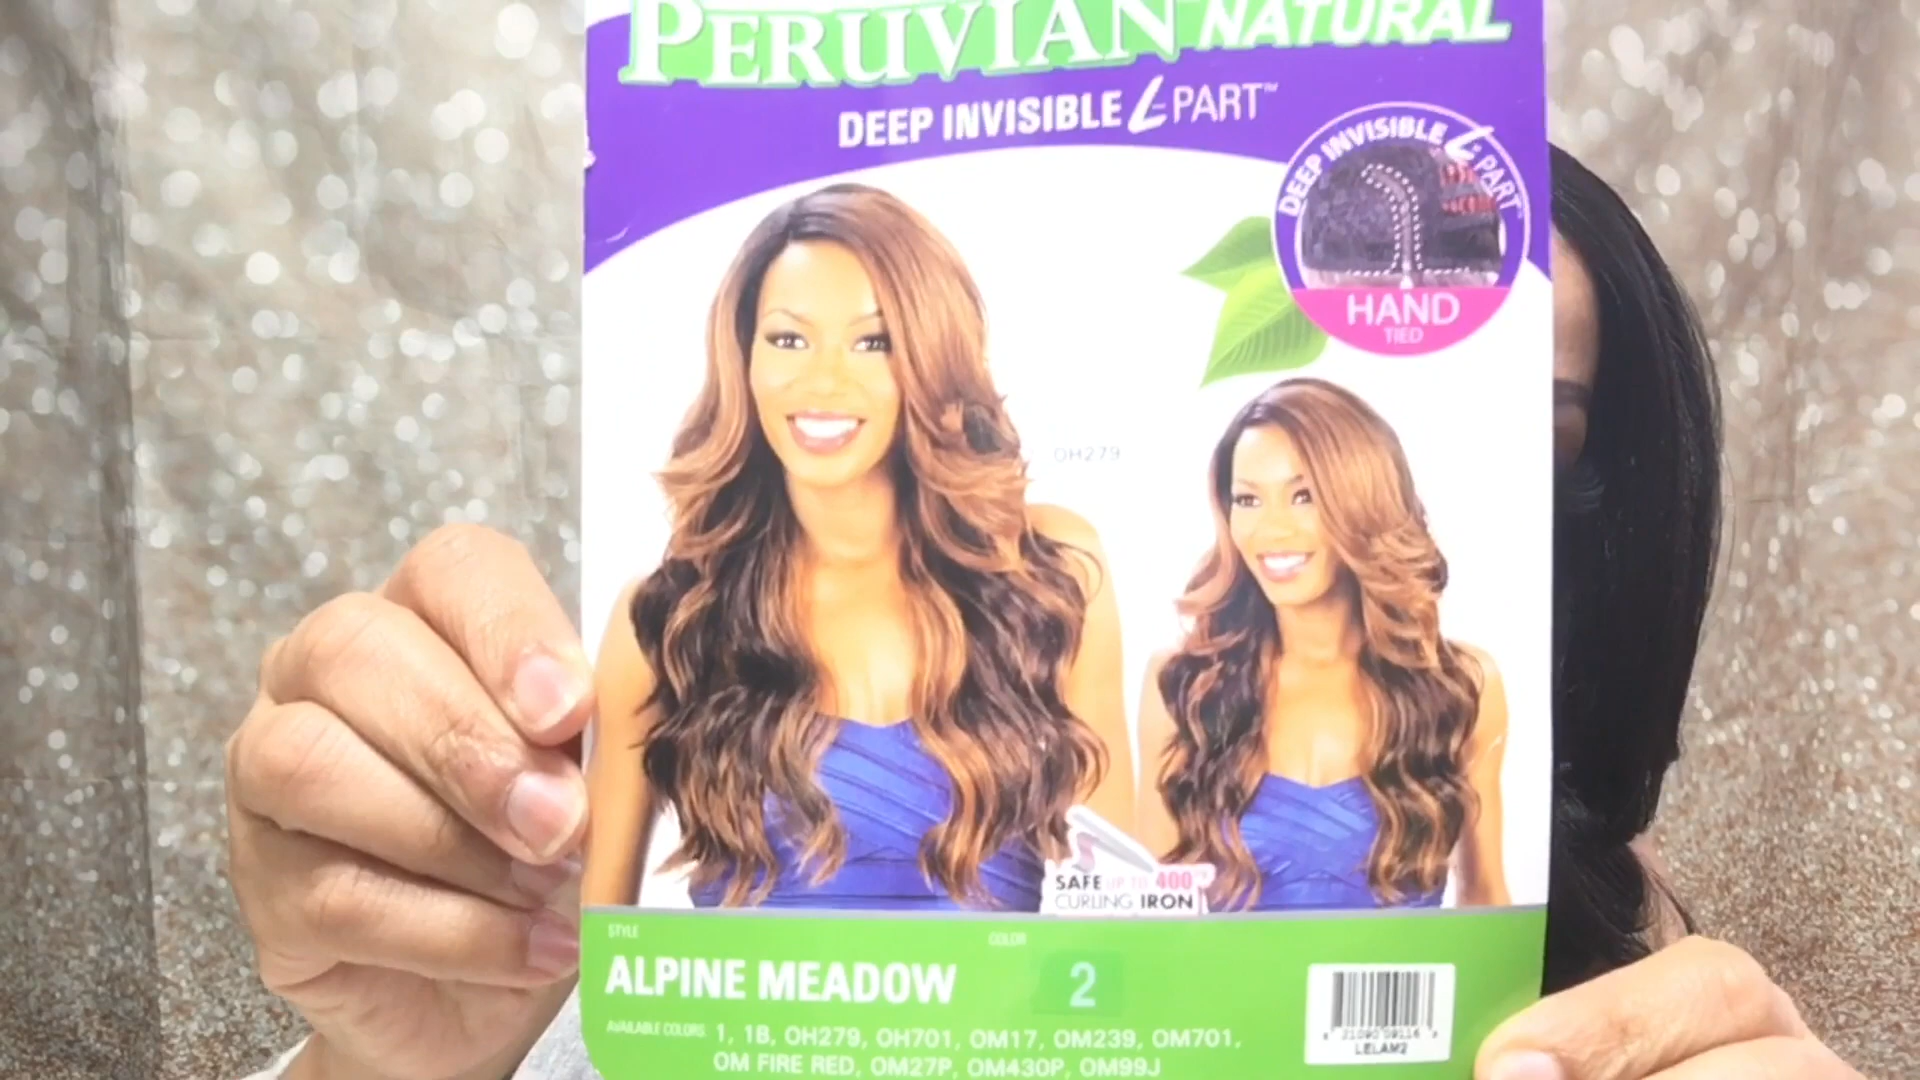 PERUVIAN NATURAL
DEEP INVISIBLE L-PART™
DEEP INVISIBLE L-PART
HAND
TIED
OH279
SAFE UP TO 400
CURLING IRON
STYLE
COLOR
ALPINE MEADOW
2
AVAILABLE COLORS 1, 1B, OH279, OH701, OM17, OM239, OM701,
OM FIRE RED, OM27P, OM430P, OM99J
LELAM2